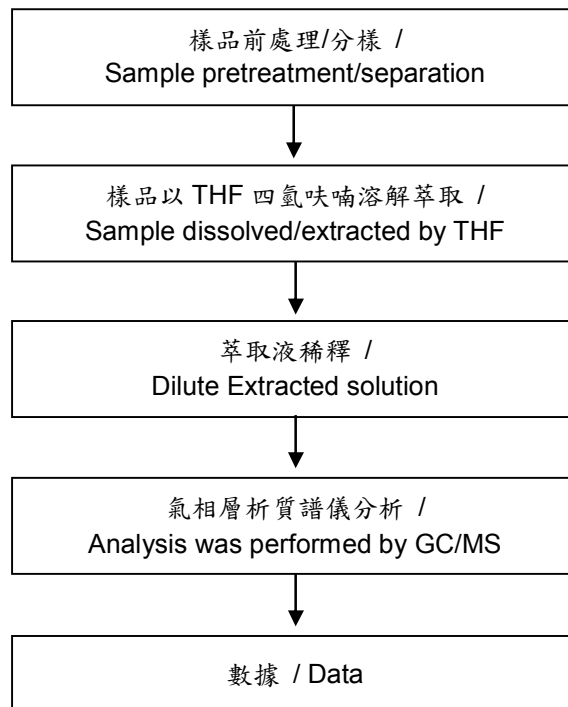 樣品前處理/分樣 /
Sample pretreatment/separation
樣品以 THF 四氫呋喃溶解萃取 /
Sample dissolved/extracted by THF
萃取液稀釋 /
Dilute Extracted solution
氣相層析質譜儀分析 /
Analysis was performed by GC/MS
數據 / Data